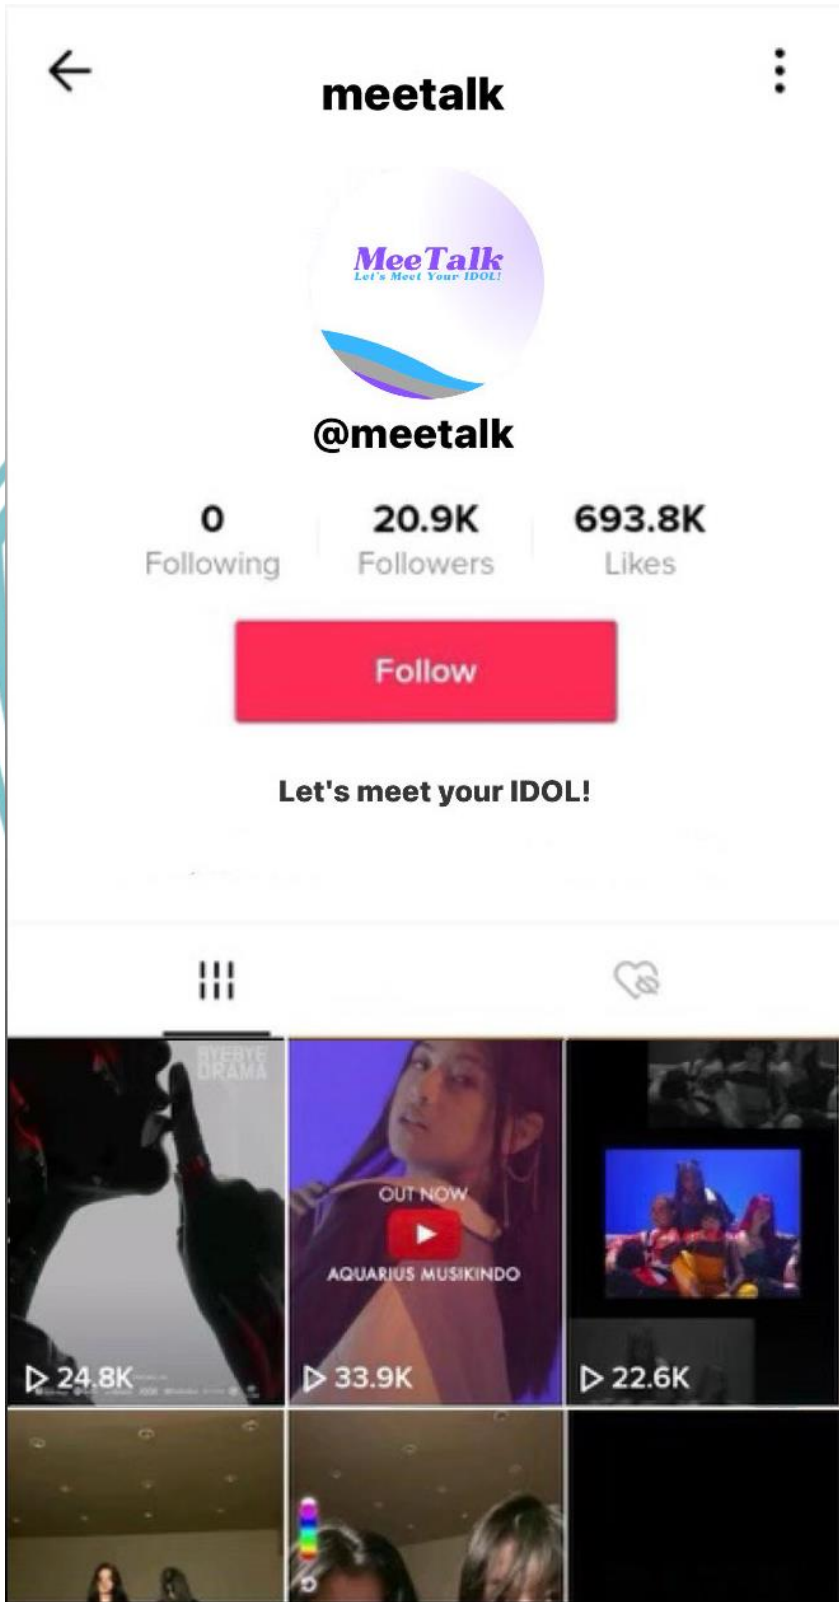 meetalk
MeeTalk
Let's Meet Your IDOL!
@meetalk
0
Following
20.9K
Followers
693.8K
Likes
Follow
Let's meet your IDOL!
BYEBYE
DRAMA
24.8K
OUT NOW
AQUARIUS MUSIKINDO
33.9K
22.6K